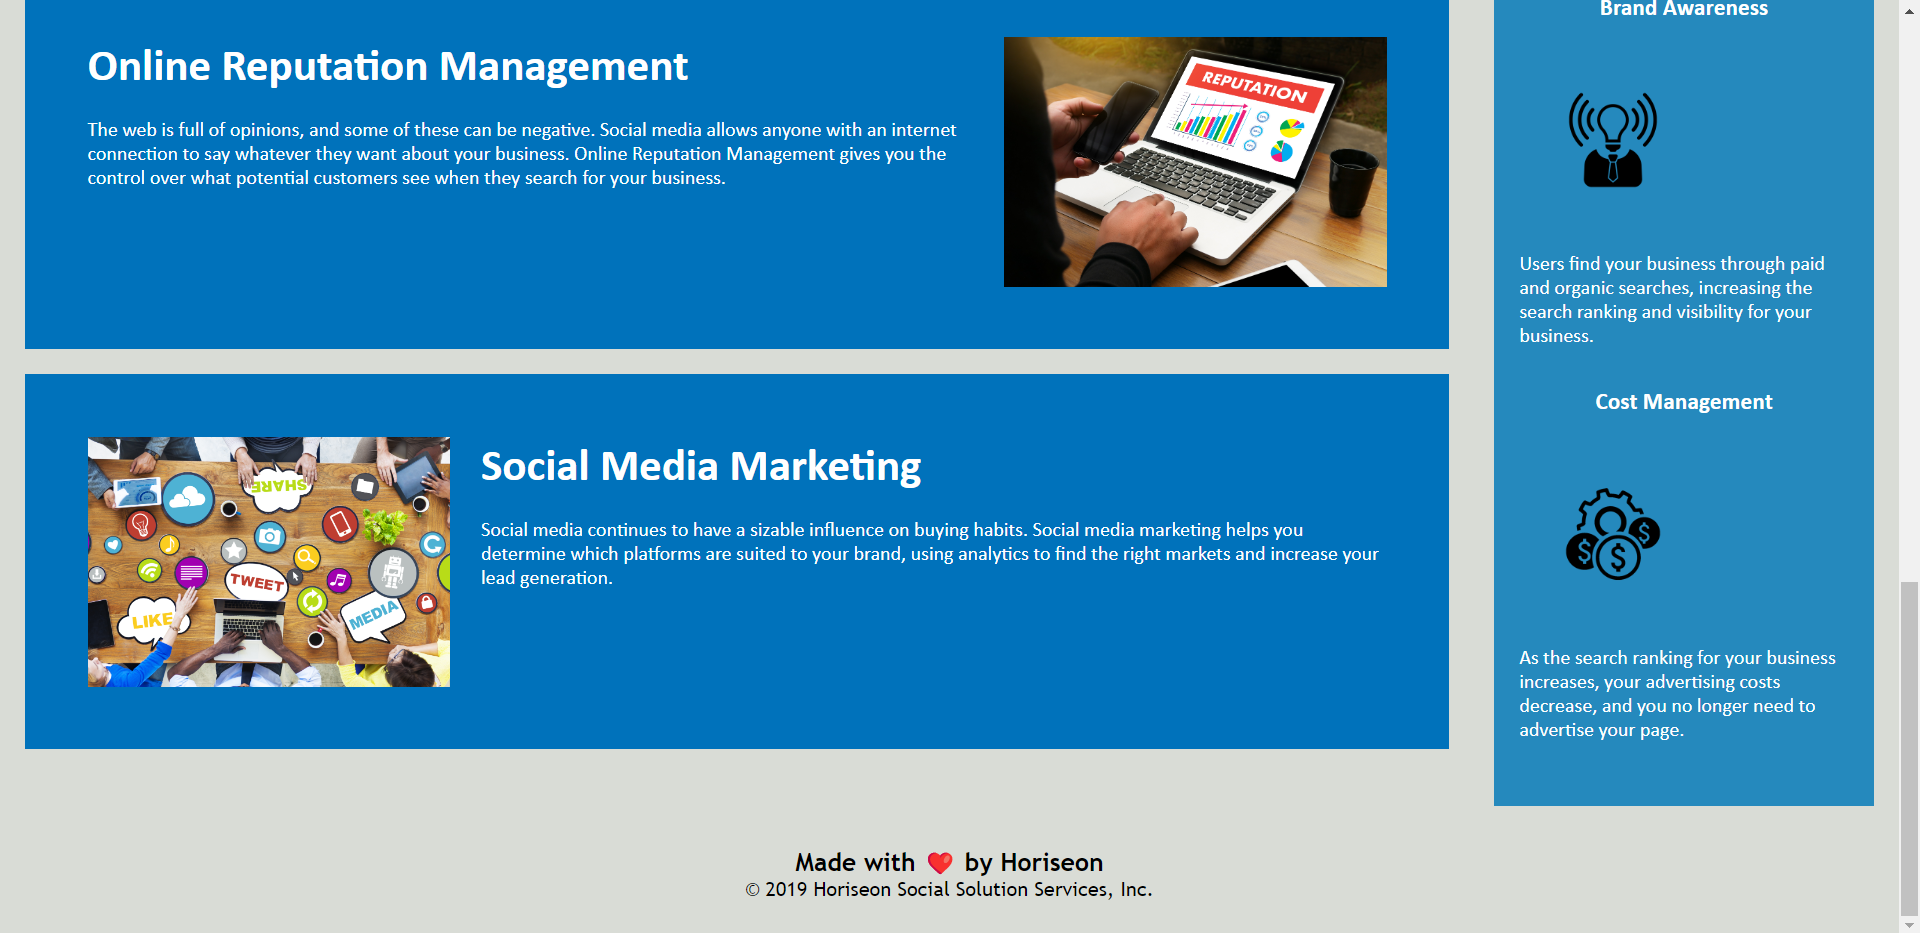 Online Reputation Management
The web is full of opinions, and some of these can be negative. Social media allows anyone with an internet
connection to say whatever they want about your business. Online Reputation Management gives you the
control over what potential customers see when they search for your business.
REPUTATION
Social Media Marketing
Social media continues to have a sizable influence on buying habits. Social media marketing helps you
determine which platforms are suited to your brand, using analytics to find the right markets and increase your
lead generation.
SHARE
TWEET
LIKE
MEDIA
Brand Awareness
Users find your business through paid
and organic searches, increasing the
search ranking and visibility for your
business.
Cost Management
$
$
$
As the search ranking for your business
increases, your advertising costs
decrease, and you no longer need to
advertise your page.
Made with ❤️ by Horiseon
© 2019 Horiseon Social Solution Services, Inc.